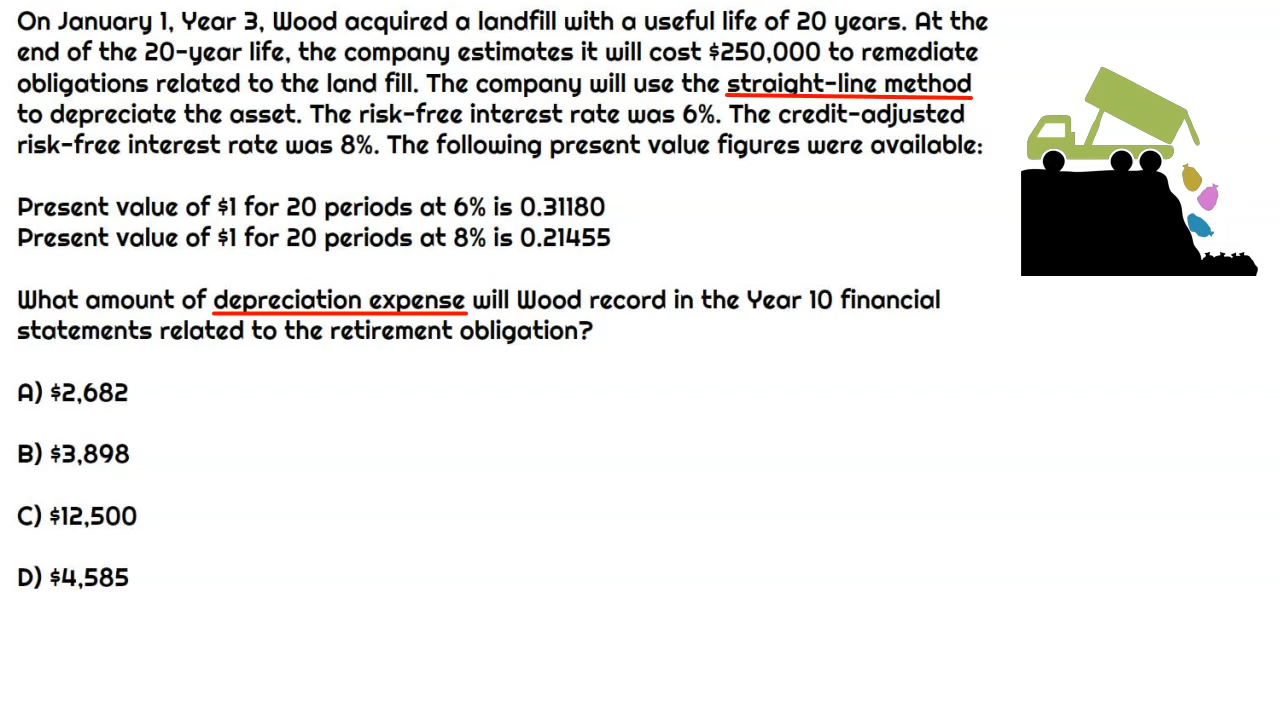 On January 1, Year 3, Wood acquired a landfill with a useful life of 20 years. At the
end of the 20-year life, the company estimates it will cost $250,000 to remediate
obligations related to the land fill. The company will use the straight-line method
to depreciate the asset. The risk-free interest rate was 6%. The credit-adjusted
risk-free interest rate was 8%. The following present value figures were available:
Present value of $1 for 20 periods at 6% is 0.31180
Present value of $1 for 20 periods at 8% is 0.21455
What amount of depreciation expense will Wood record in the Year 10 financial
statements related to the retirement obligation?
A) $2,682
B) $3,898
C) $12,500
D) $4,585